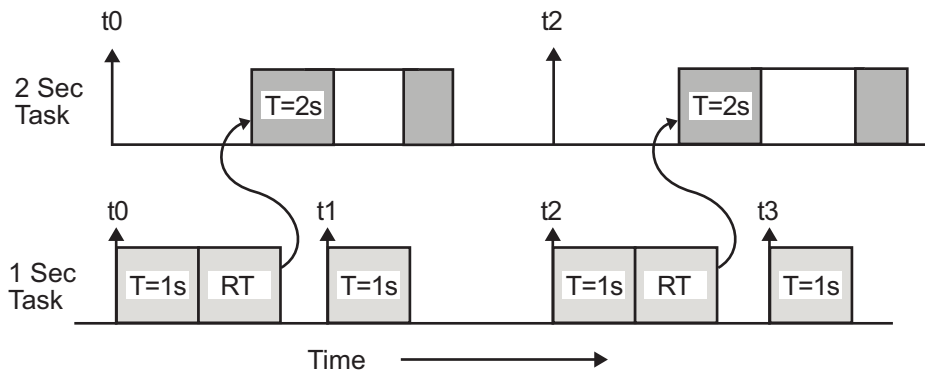 t0 t2
2 Sec
Task
T=2s T=2s
t0 t1 t2 t3
1 Sec
Task
T=1s RT T=1s T=1s RT T=1s
Time